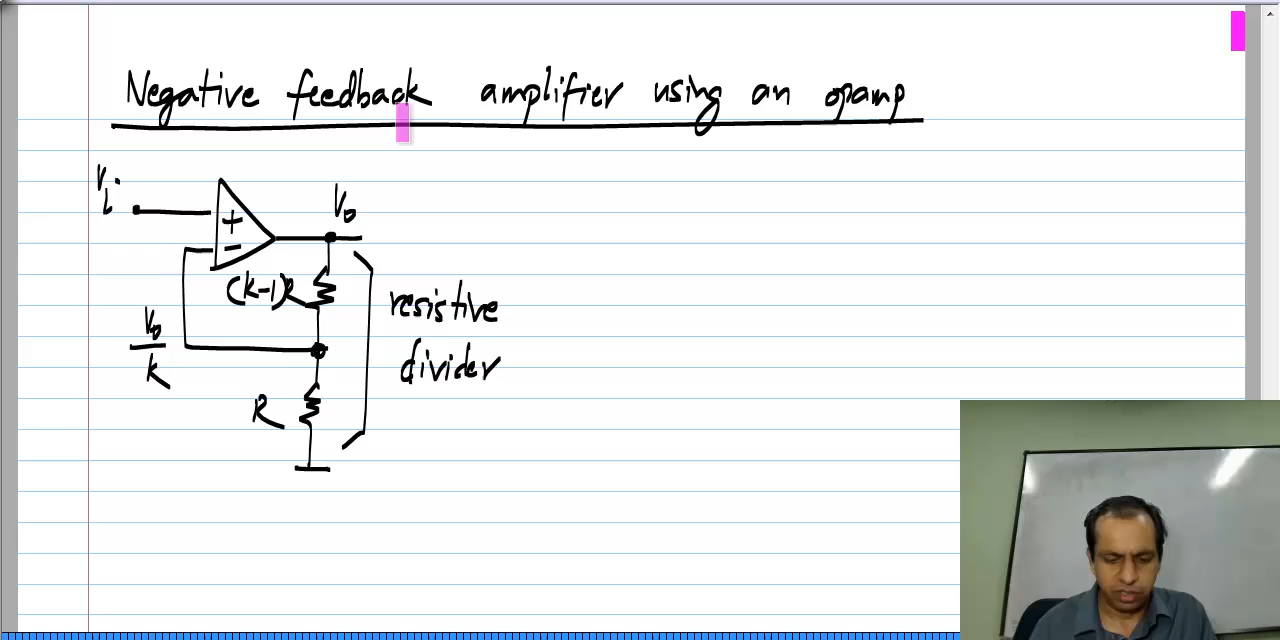 Negative feedback amplifier using an opamp
Vi
+
−
Vo
(k-1)R
resistive
divider
Vo/k
R